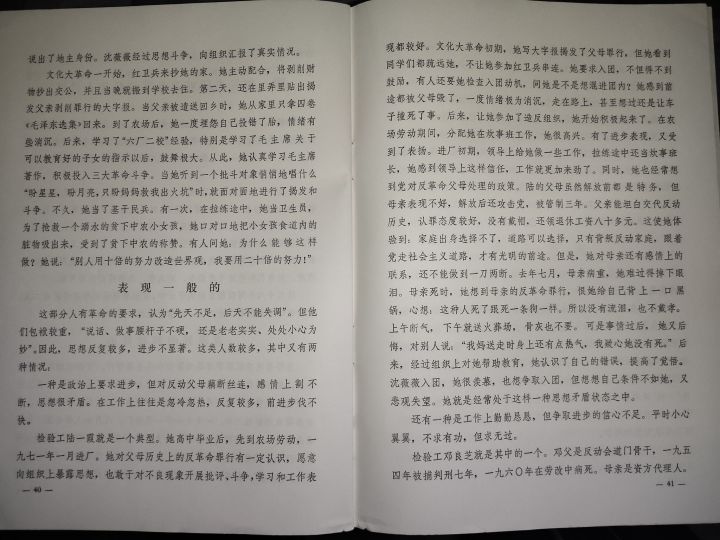 说出了地主身份。沈薇薇经过思想斗争，向组织汇报了真实情况。
文化大革命一开始，红卫兵来抄她的家。她主动配合，将剥削财
物抄出交公，并且当晚就搬到学校去住。第二天，还在里弄里贴出揭
发父亲剥削罪行的大字报。当父亲被遣送回乡时，她从家里只拿四卷
《毛泽东选集》回来。到了农场后，她一度埋怨自己投错了胎，情绪有
些消沉。后来，学习了“六厂二校”经验，特别是学习了毛主席关于
可以教育好的子女的指示以后，鼓舞很大。从此，她认真学习毛主席
著作，积极投入三大革命斗争。当她听到一个批斗对象悄悄地唱什么
“盼星星，盼月亮，只盼妈妈救我出火坑”时，就面对面地进行了揭发和
斗争。不久，她当了基干民兵。有一次，在拉练途中，她当卫生员，
为了抢救一个溺水的贫下中农小女孩，她口对口地把小女孩食道内的
脏物吸出来，受到了贫下中农的称赞。有人问她：为什么能够这样
做？她说：“别人用十倍的努力改造世界观，我要用二十倍的努力！”
表现一般的
这部分人有革命的要求，认为“先天不足，后天不能失调”。但他
们包袱较重，“说话、做事腰杆子不硬，还是老老实实、处处小心为
妙”。因此，思想反复较多，进步不显著。这类人数较多，其中又有两
种情况：
一种是政治上要求进步，但对反动父母藕断丝连，感情上割不
断，思想很矛盾。在工作上往往是忽冷忽热，反复较多，前进步伐不
快。
检验工陆一霞就是一个典型。她高中毕业后，先到农场劳动，一
九七一年一月进厂。她对父母历史上的反革命罪行有一定认识，愿意
向组织上暴露思想，也敢于对不良现象开展批评、斗争，学习和工作表
— 40 —
现都较好。文化大革命初期，她写大字报揭发了父母罪行，但她看到
同学们都疏远她，不让她参加红卫兵串连。她要求入团，不但得不到
鼓励，有人还要她检查入团动机，问她是不是想混进团内？她感到前
途都被父母毁了，一度情绪极为消沉，走在路上，甚至想过还是让车
子撞死了事。后来，让她参加了造反组织，她开始积极起来了。在农
场劳动期间，分配她在故事班工作，她很高兴。有了进步表现，又受
到了表扬。进厂初期，领导上给她做一些工作，拉练途中还当故事班
长，她感到领导上这样信任，工作就更加来劲了。同时，她也经常想
到党对反革命父母处理的政策。陆的父母虽然解放前都是特务，但
母亲表现不好，解放后还攻击党，被管制三年。父亲能坦白交代反动
历史，认罪态度较好，没有戴帽，还领退休工资八十多元。这使她体
验到：家庭出身选择不了，道路可以选择，只有背叛反动家庭，跟着
党走社会主义道路，才有光明的前途。但是，她对母亲还有感情上的
联系，还不能做到一刀两断。去年七月，母亲病重，她难过得掉下眼
泪。母亲死时，她想到母亲的反革命罪行，恨她给自己背上一口黑
锅，心想：这种人死了跟死一条狗一样。所以没有流泪，也不戴孝。
上午断气，下午就送火葬场，骨灰也不要。可是事情过后，她又后
悔，对别人说：“我妈送走时身上还有点热气，我疑心她没有死。”后
来，经过组织上对她帮助教育，她认识了自己的错误，提高了觉悟。
沈薇薇入团，她很羡慕，也想争取入团，但想想自己条件不如她，又
悲观失望。她就是经常处于这样一种思想矛盾状态之中。
还有一种是工作上勤勤恳恳，但争取进步的信心不足。平时小心
翼翼，不求有功，但求无过。
检验工邓良芝就是其中的一个。邓父是反动会道门骨干，一九五
四年被捕判刑七年，一九六〇年在劳改中病死。母亲是资方代理人。
— 41 —